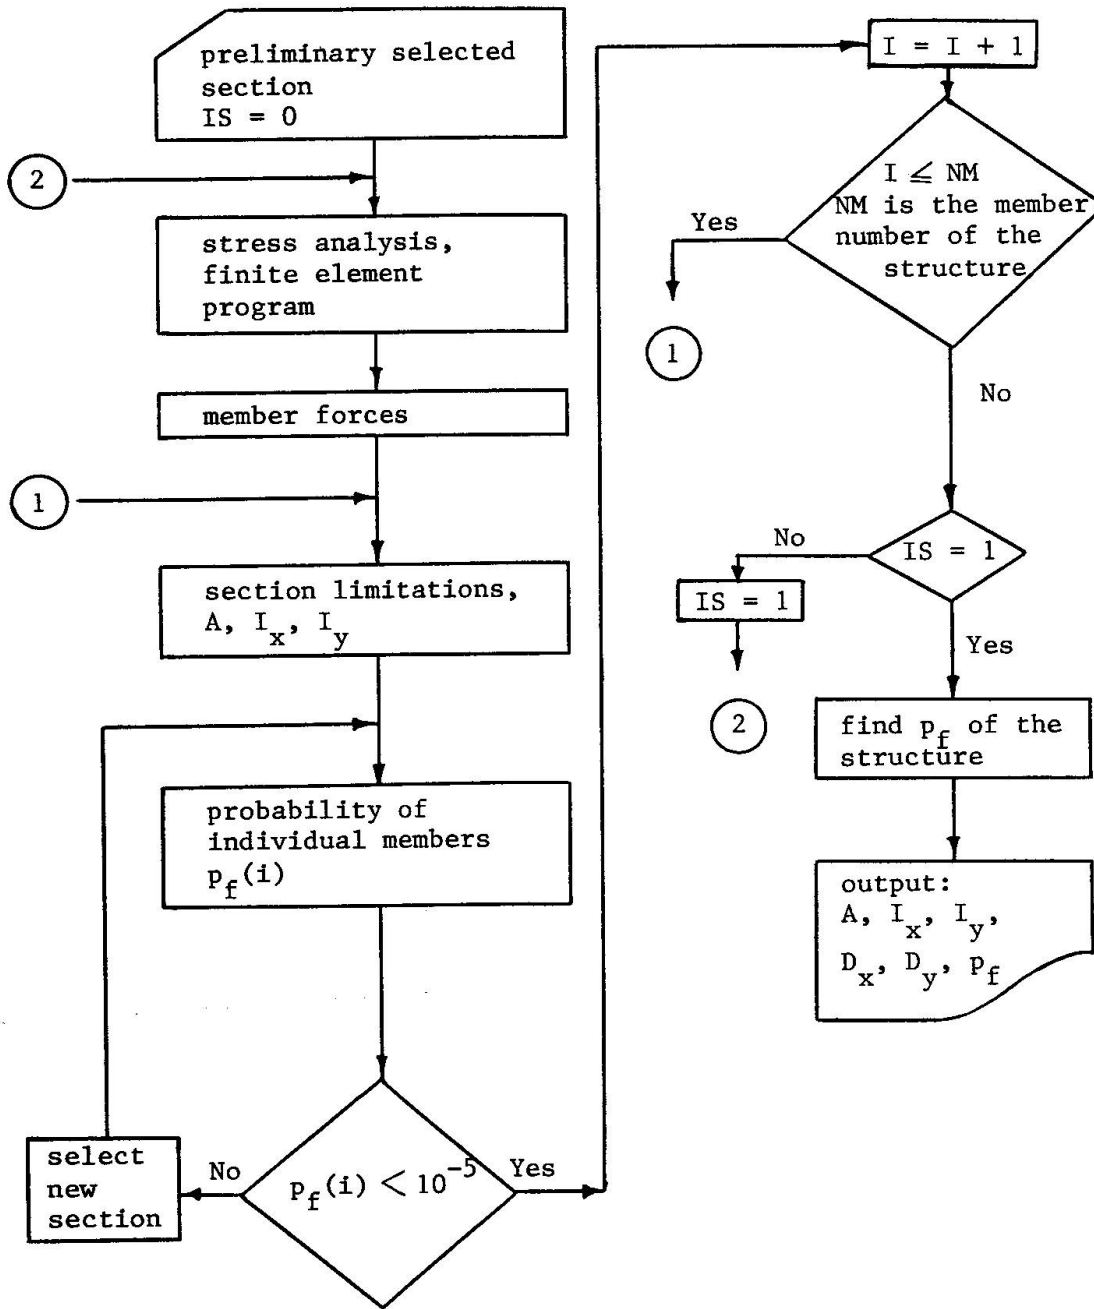 preliminary selected
section
IS = 0
2
stress analysis,
finite element
program
member forces
1
section limitations,
A, I_x, I_y
probability of
individual members
p_f(i)
p_f(i) < 10^-5
No
Yes
select
new
section
I = I + 1
I ≤ NM
NM is the member
number of the
structure
Yes
1
No
IS = 1
No
IS = 1
2
Yes
find p_f of the
structure
output:
A, I_x, I_y,
D_x, D_y, p_f